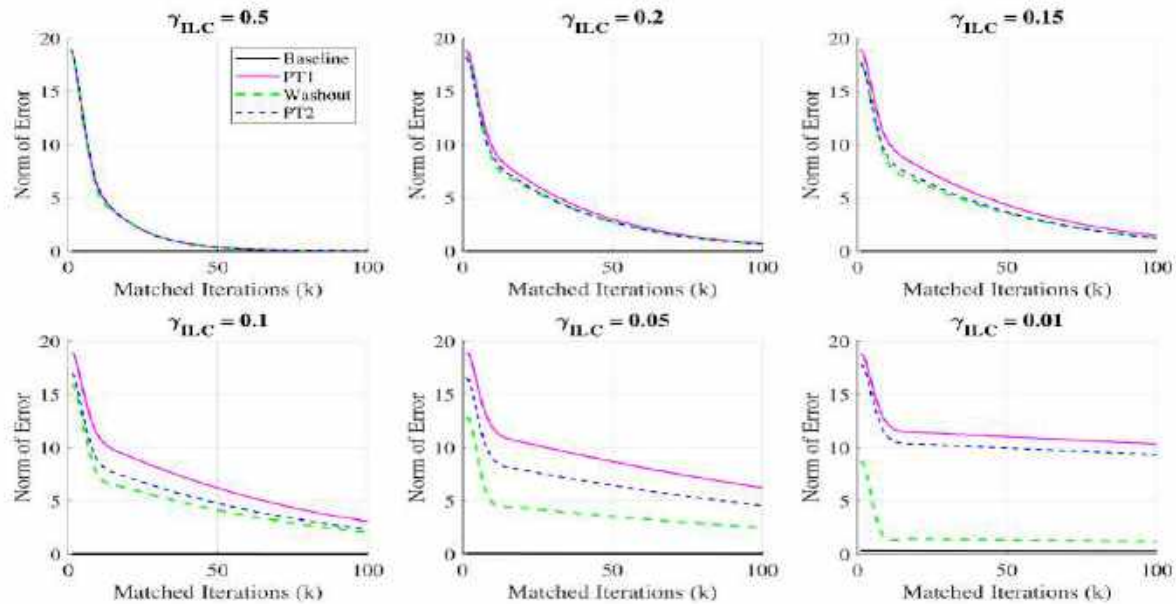 γILC = 0.5
20
15
10
5
0
Norm of Error
Baseline
PT1
Washout
PT2
0 50 100
Matched Iterations (k)
γILC = 0.2
20
15
10
5
0
Norm of Error
0 50 100
Matched Iterations (k)
γILC = 0.15
20
15
10
5
0
Norm of Error
0 50 100
Matched Iterations (k)
γILC = 0.1
20
15
10
5
0
Norm of Error
0 50 100
Matched Iterations (k)
γILC = 0.05
20
15
10
5
0
Norm of Error
0 50 100
Matched Iterations (k)
γILC = 0.01
20
15
10
5
0
Norm of Error
0 50 100
Matched Iterations (k)